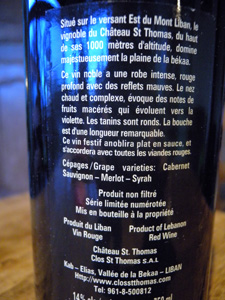 Situé sur le versant Est du Mont Liban, le
vignoble du Château St Thomas, du haut
de ses 1000 mètres d'altitude, domine
majestueusement la plaine de la békaa.
Ce vin noble a une robe intense, rouge
profond avec des reflets mauves. Le nez
chaud et complexe, évoque des notes de
fruits macérés qui évoluent vers la
violette. Les tanins sont ronds. La bouche
est d'une longueur remarquable.
Ce vin festif anoblira plat en sauce, et
s'accordera avec toutes les viandes rouges.
Cépages/Grape varieties: Cabernet
Sauvignon – Merlot – Syrah
Produit non filtré
Série limitée numérotée
Mis en bouteille à la propriété
Produit du Liban Product of Lebanon
Vin Rouge Red Wine
Château St. Thomas
Clos St Thomas s.a.l.
Kab – Elias, Vallée de la Bekaa – LIBAN
Http://www.closstthomas.com
Tel: 961-8-500812
14%